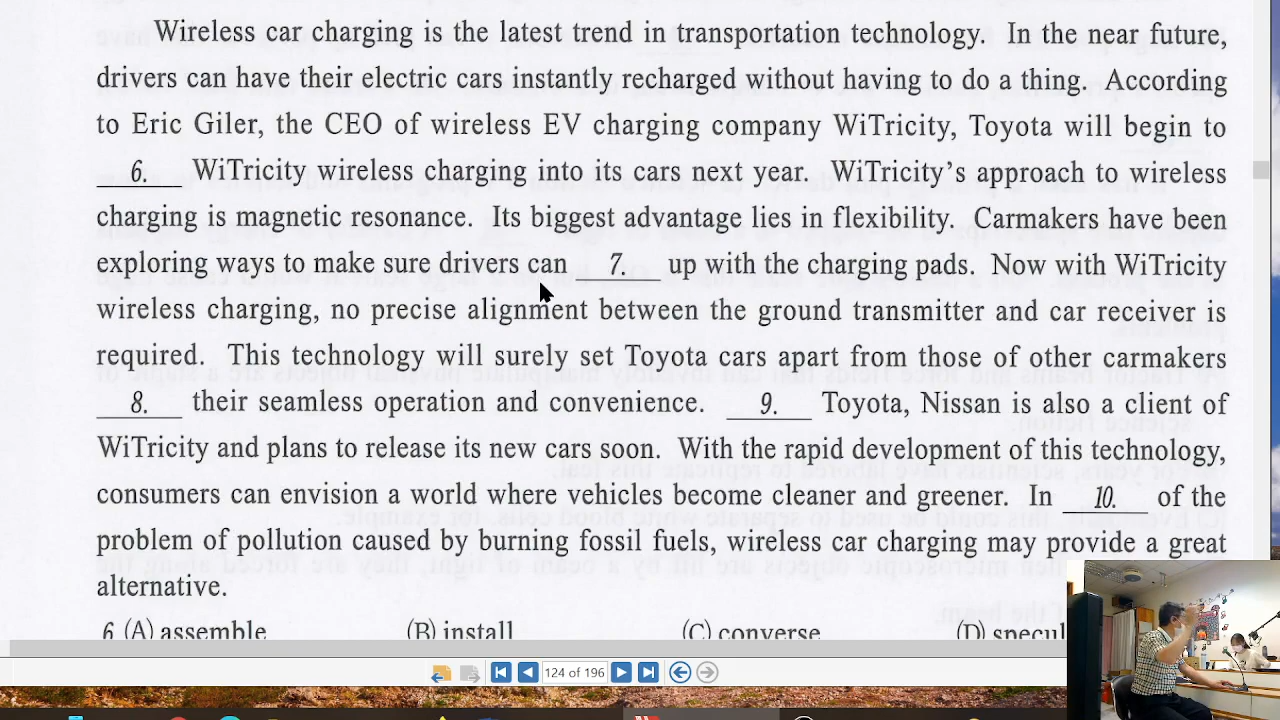 Wireless car charging is the latest trend in transportation technology. In the near future,
drivers can have their electric cars instantly recharged without having to do a thing. According
to Eric Giler, the CEO of wireless EV charging company WiTricity, Toyota will begin to
6. WiTricity wireless charging into its cars next year. WiTricity's approach to wireless
charging is magnetic resonance. Its biggest advantage lies in flexibility. Carmakers have been
exploring ways to make sure drivers can 7. up with the charging pads. Now with WiTricity
wireless charging, no precise alignment between the ground transmitter and car receiver is
required. This technology will surely set Toyota cars apart from those of other carmakers
8. their seamless operation and convenience. 9. Toyota, Nissan is also a client of
WiTricity and plans to release its new cars soon. With the rapid development of this technology,
consumers can envision a world where vehicles become cleaner and greener. In 10. of the
problem of pollution caused by burning fossil fuels, wireless car charging may provide a great
alternative.
6 (A) assemble (B) install (C) converse (D)
124 of 196